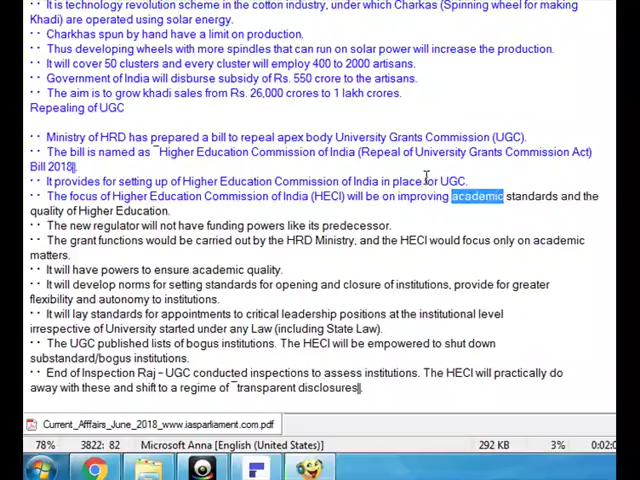 ·· It is technology revolution scheme in the cotton industry, under which Charkas (Spinning wheel for making
Khadi) are operated using solar energy.
·· Charkhas spun by hand have a limit on production.
·· Thus developing wheels with more spindles that can run on solar power will increase the production.
·· It will cover 50 clusters and every cluster will employ 400 to 2000 artisans.
·· Government of India will disburse subsidy of Rs. 550 crore to the artisans.
·· The aim is to grow khadi sales from Rs. 26,000 crores to 1 lakh crores.
Repealing of UGC
·· Ministry of HRD has prepared a bill to repeal apex body University Grants Commission (UGC).
·· The bill is named as ¯Higher Education Commission of India (Repeal of University Grants Commission Act)
Bill 2018‖.
·· It provides for setting up of Higher Education Commission of India in place for UGC.
·· The focus of Higher Education Commission of India (HECI) will be on improving academic standards and the
quality of Higher Education.
·· The new regulator will not have funding powers like its predecessor.
·· The grant functions would be carried out by the HRD Ministry, and the HECI would focus only on academic
matters.
·· It will have powers to ensure academic quality.
·· It will develop norms for setting standards for opening and closure of institutions, provide for greater
flexibility and autonomy to institutions.
·· It will lay standards for appointments to critical leadership positions at the institutional level
irrespective of University started under any Law (including State Law).
·· The UGC published lists of bogus institutions. The HECI will be empowered to shut down
substandard/bogus institutions.
·· End of Inspection Raj – UGC conducted inspections to assess institutions. The HECI will practically do
away with these and shift to a regime of ¯transparent disclosures‖.
Current_Afffairs_June_2018_www.iasparliament.com.pdf
78% 3822: 82 Microsoft Anna [English (United States)] 292 KB 3% 0:02:0